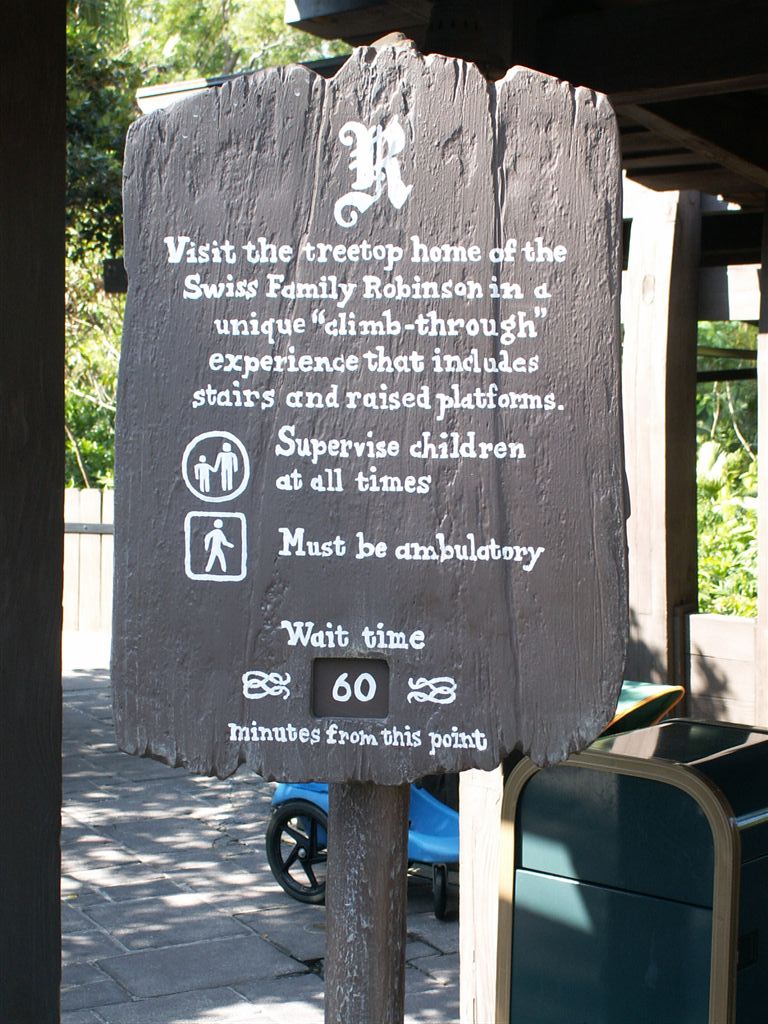 R
Visit the treetop home of the
Swiss Family Robinson in a
unique "climb-through"
experience that includes
stairs and raised platforms.
Supervise children
at all times
Must be ambulatory
Wait time
60
minutes from this point